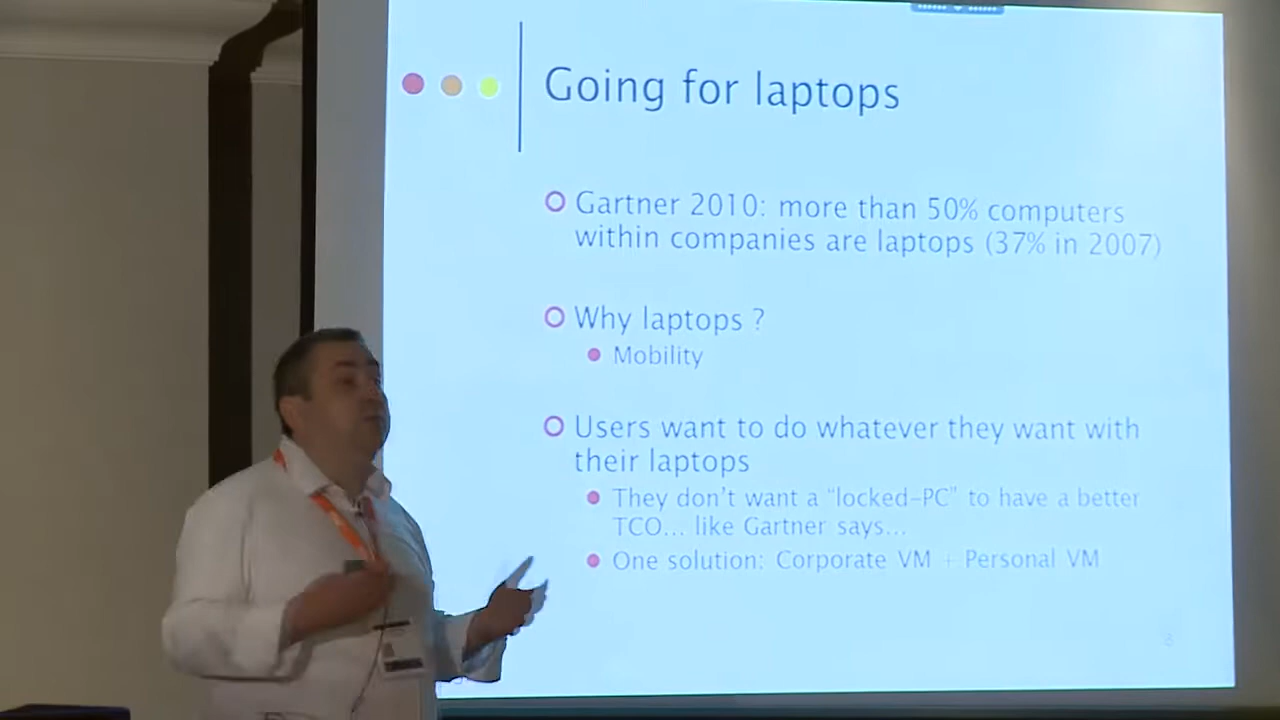 Going for laptops
Gartner 2010: more than 50% computers
within companies are laptops (37% in 2007)
Why laptops ?
Mobility
Users want to do whatever they want with
their laptops
They don't want a “locked-PC” to have a better
TCO... like Gartner says...
One solution: Corporate VM + Personal VM